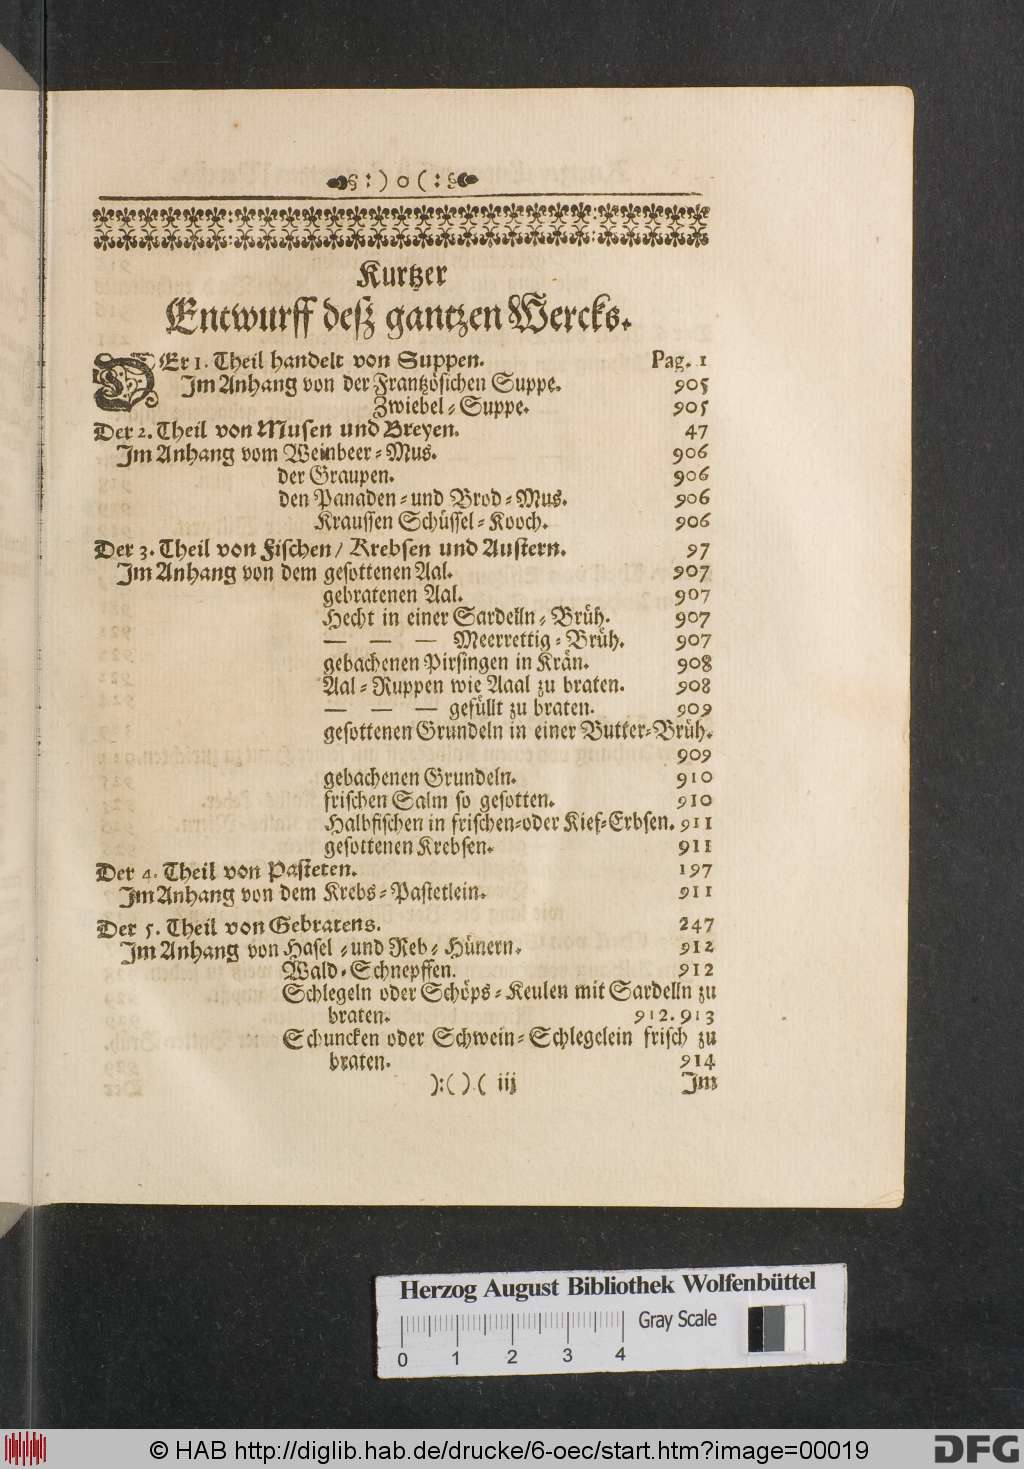 §:)o(:§
Kurtzer
Entwurff deß gantzen Wercks.
DEr 1. Theil handelt von Suppen. Pag. 1
Im Anhang von der Frantzösichen Suppe. 905
Zwiebel-Suppe. 905
Der 2. Theil von Musen und Breyen. 47
Im Anhang vom Weinbeer-Mus. 906
der Graupen. 906
den Panaden-und Brod-Mus. 906
Kraussen Schüssel-Kooch. 906
Der 3. Theil von Fischen/ Krebsen und Austern. 97
Im Anhang von dem gesottenen Aal. 907
gebratenen Aal. 907
Hecht in einer Sardelln-Brüh. 907
— — — Meerrettig-Brüh. 907
gebachenen Pirsingen in Krän. 908
Aal-Ruppen wie Aaal zu braten. 908
— — — gefüllt zu braten. 909
gesottenen Grundeln in einer Butter-Brüh.
909
gebachenen Grundeln. 910
frischen Salm so gesotten. 910
Halbfischen in frischen-oder Kief-Erbsen. 911
gesottenen Krebsen. 911
Der 4. Theil von Pasteten. 197
Im Anhang von dem Krebs-Pastetlein. 911
Der 5. Theil von Gebratens. 247
Im Anhang von Hasel-und Reb-Hünern. 912
Wald-Schnepffen. 912
Schlegeln oder Schöps-Keulen mit Sardelln zu
braten. 912. 913
Schuncken oder Schwein-Schlegelein frisch zu
braten. 914
):( ) ( iij Im
Herzog August Bibliothek Wolfenbüttel
Gray Scale
0 1 2 3 4
© HAB http://diglib.hab.de/drucke/6-oec/start.htm?image=00019
DFG